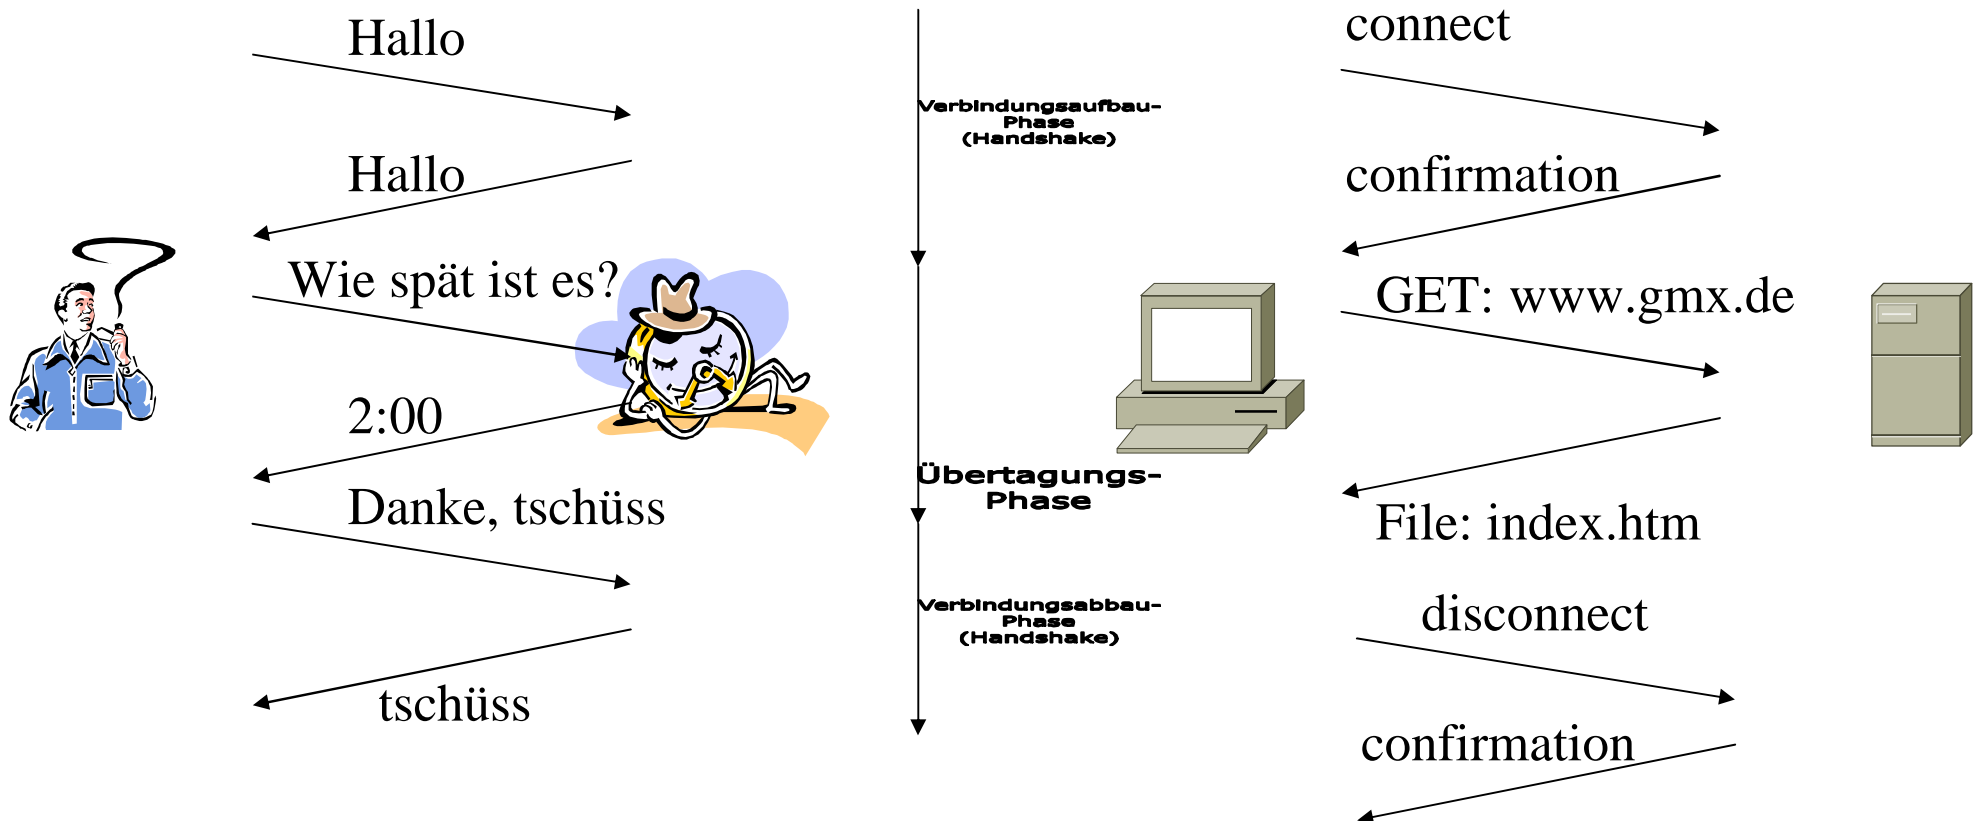 Hallo
Hallo
Wie spät ist es?
2:00
Danke, tschüss
tschüss
Verbindungsaufbau-
Phase
(Handshake)
Übertagungs-
Phase
Verbindungsabbau-
Phase
(Handshake)
connect
confirmation
GET: www.gmx.de
File: index.htm
disconnect
confirmation